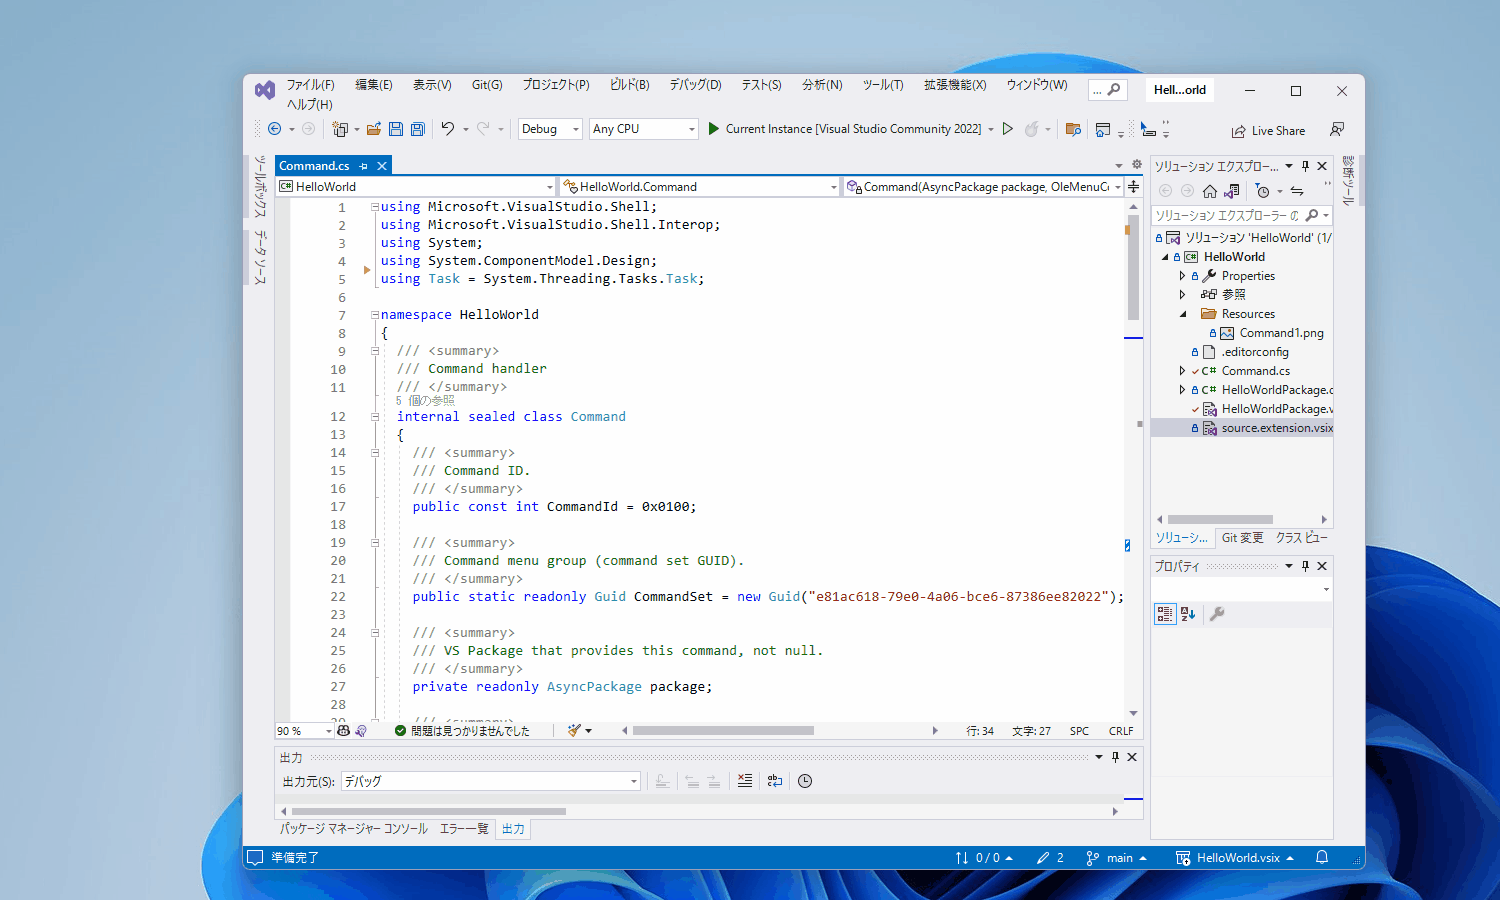 ファイル(F) 編集(E) 表示(V) Git(G) プロジェクト(P) ビルド(B) デバッグ(D) テスト(S) 分析(N) ツール(T) 拡張機能(X) ウィンドウ(W) ... Hell...orld
ヘルプ(H)
Debug Any CPU Current Instance [Visual Studio Community 2022] Live Share
ツールボックス
データ ソース
Command.cs
HelloWorld HelloWorld.Command Command(AsyncPackage package, OleMenuCo
1 using Microsoft.VisualStudio.Shell;
2 using Microsoft.VisualStudio.Shell.Interop;
3 using System;
4 using System.ComponentModel.Design;
5 using Task = System.Threading.Tasks.Task;
6
7 namespace HelloWorld
8 {
9 /// <summary>
10 /// Command handler
11 /// </summary>
5 個の参照
12 internal sealed class Command
13 {
14 /// <summary>
15 /// Command ID.
16 /// </summary>
17 public const int CommandId = 0x0100;
18
19 /// <summary>
20 /// Command menu group (command set GUID).
21 /// </summary>
22 public static readonly Guid CommandSet = new Guid("e81ac618-79e0-4a06-bce6-87386ee82022");
23
24 /// <summary>
25 /// VS Package that provides this command, not null.
26 /// </summary>
27 private readonly AsyncPackage package;
28
29 /// <summary>
90 % 問題は見つかりませんでした 行: 34 文字: 27 SPC CRLF
出力
出力元(S): デバッグ
パッケージ マネージャー コンソール エラー一覧 出力
ソリューション エクスプロー...
ソリューション エクスプローラー の
ソリューション 'HelloWorld' (1/
HelloWorld
Properties
参照
Resources
Command1.png
.editorconfig
Command.cs
HelloWorldPackage.c
HelloWorldPackage.v
source.extension.vsix
ソリューシ... Git 変更 クラス ビュー
プロパティ
診断ツール
準備完了 0 / 0 2 main HelloWorld.vsix